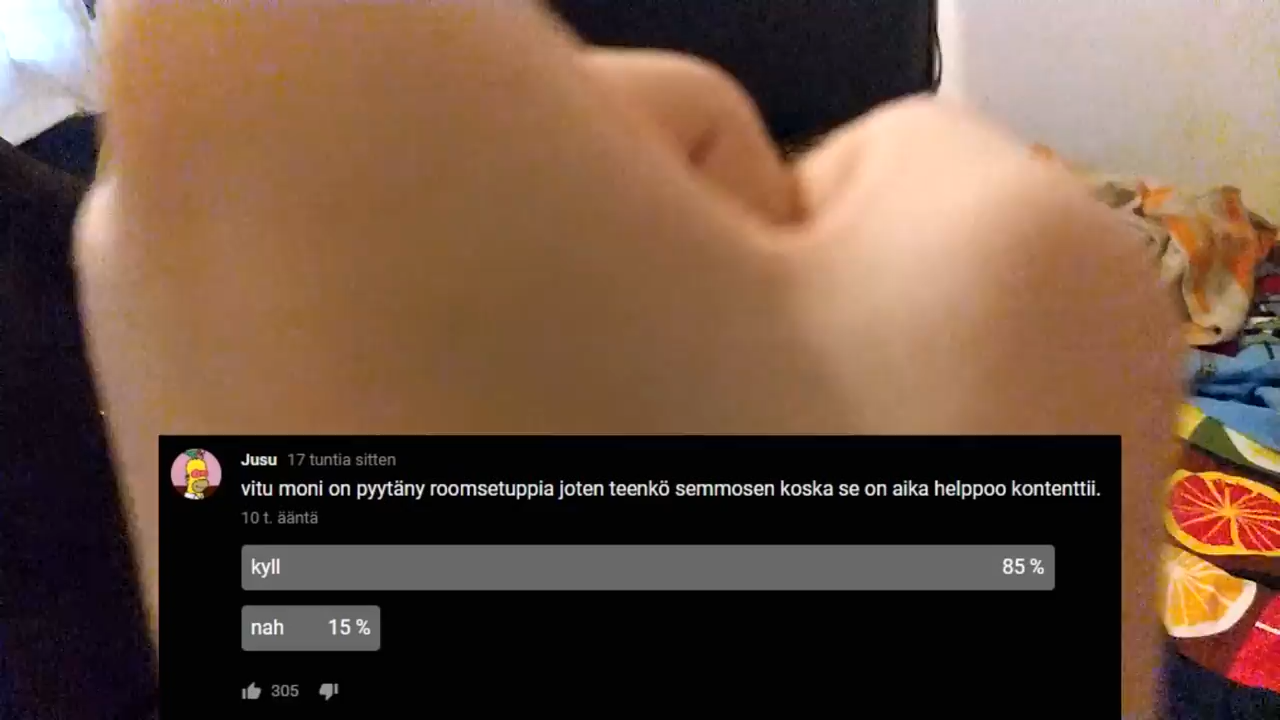 Jusu 17 tuntia sitten
vitu moni on pyytäny roomsetuppia joten teenkö semmosen koska se on aika helppoo kontenttii.
10 t. ääntä
kyll 85 %
nah 15 %
305